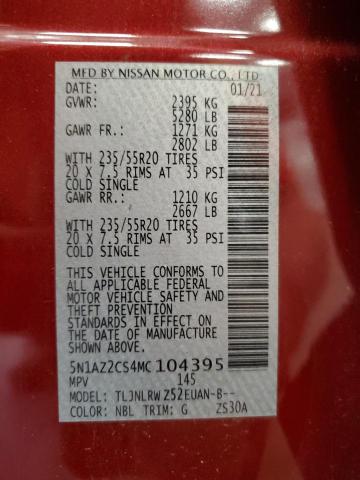 MFD BY NISSAN MOTOR CO., LTD
DATE: 01/21
GVWR: 2395 KG
5280 LB
GAWR FR.: 1271 KG
2802 LB
WITH 235/55R20 TIRES
20 X 7.5 RIMS AT 35 PSI
COLD SINGLE
GAWR RR.: 1210 KG
2667 LB
WITH 235/55R20 TIRES
20 X 7.5 RIMS AT 35 PSI
COLD SINGLE
THIS VEHICLE CONFORMS TO
ALL APPLICABLE FEDERAL
MOTOR VEHICLE SAFETY AND
THEFT PREVENTION
STANDARDS IN EFFECT ON
THE DATE OF MANUFACTURE
SHOWN ABOVE.
5N1AZ2CS4MC104395
MPV 145
MODEL: TLJNLRW Z52EUAN-B--
COLOR: NBL TRIM: G ZS30A